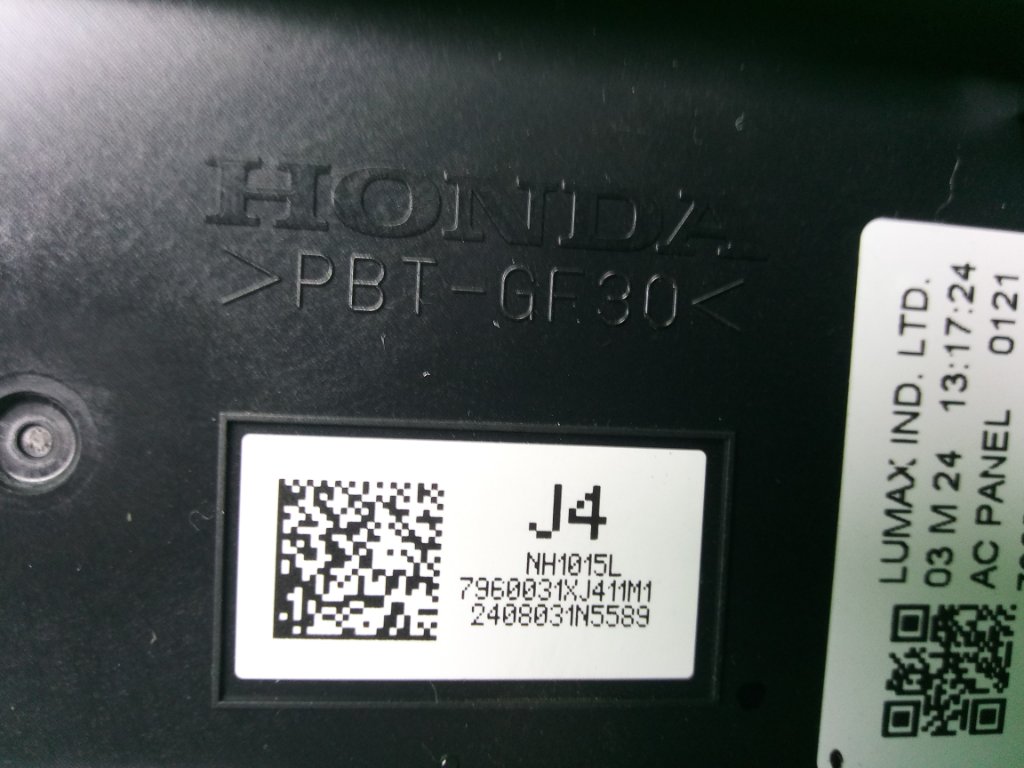 HONDA
>PBT-GF30<
J4
NH1015L
7960031XJ411M1
2408031N5589
LUMAX IND. LTD.
03 M 24 13:17:24
AC PANEL 0121